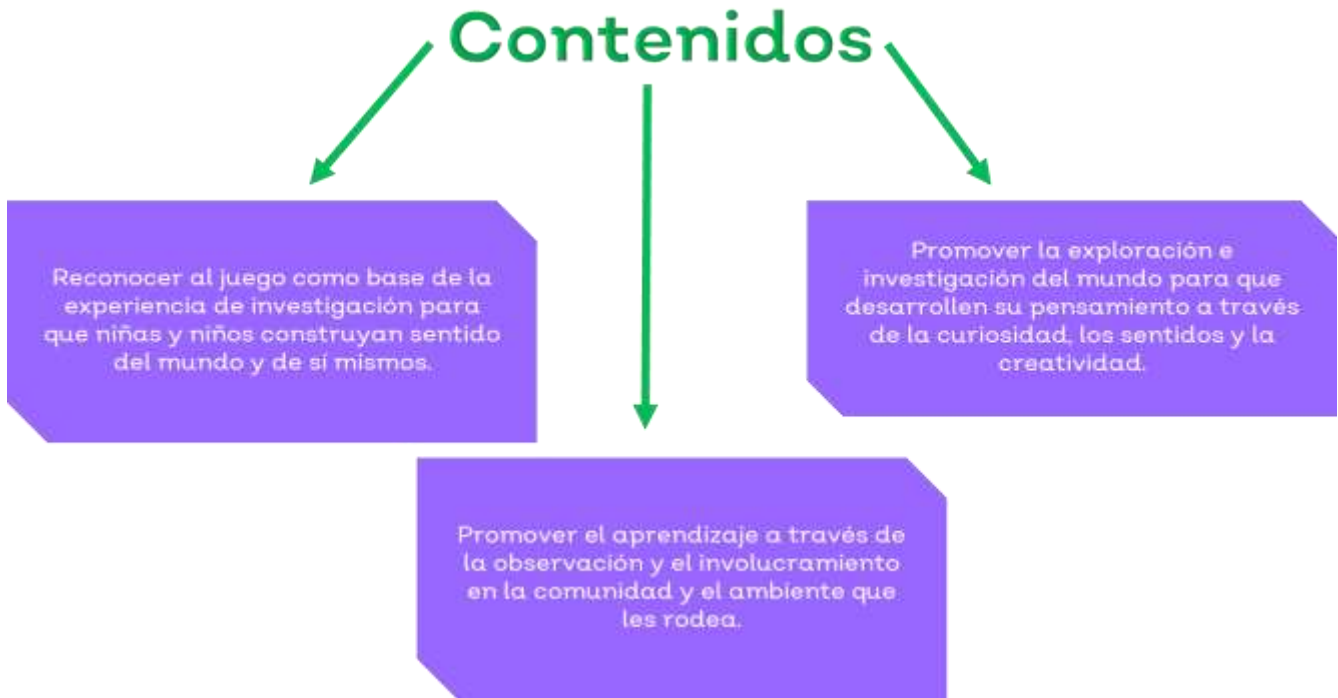 Contenidos
Reconocer al juego como base de la
experiencia de investigación para
que niñas y niños construyan sentido
del mundo y de sí mismos.
Promover la exploración e
investigación del mundo para que
desarrollen su pensamiento a través
de la curiosidad, los sentidos y la
creatividad.
Promover el aprendizaje a través de
la observación y el involucramiento
en la comunidad y el ambiente que
les rodea.